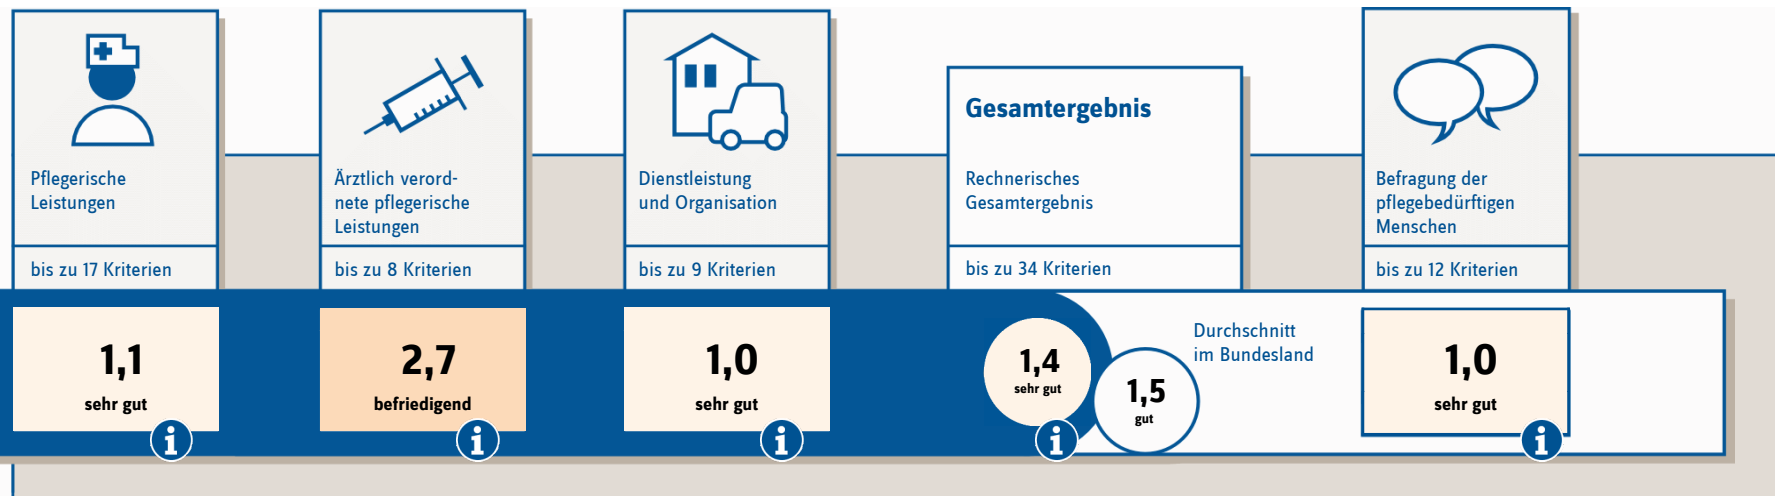 Pflegerische
Leistungen
bis zu 17 Kriterien
1,1
sehr gut
i
Ärztlich verord-
nete pflegerische
Leistungen
bis zu 8 Kriterien
2,7
befriedigend
i
Dienstleistung
und Organisation
bis zu 9 Kriterien
1,0
sehr gut
i
Gesamtergebnis
Rechnerisches
Gesamtergebnis
bis zu 34 Kriterien
1,4
sehr gut
i
1,5
gut
Durchschnitt
im Bundesland
Befragung der
pflegebedürftigen
Menschen
bis zu 12 Kriterien
1,0
sehr gut
i